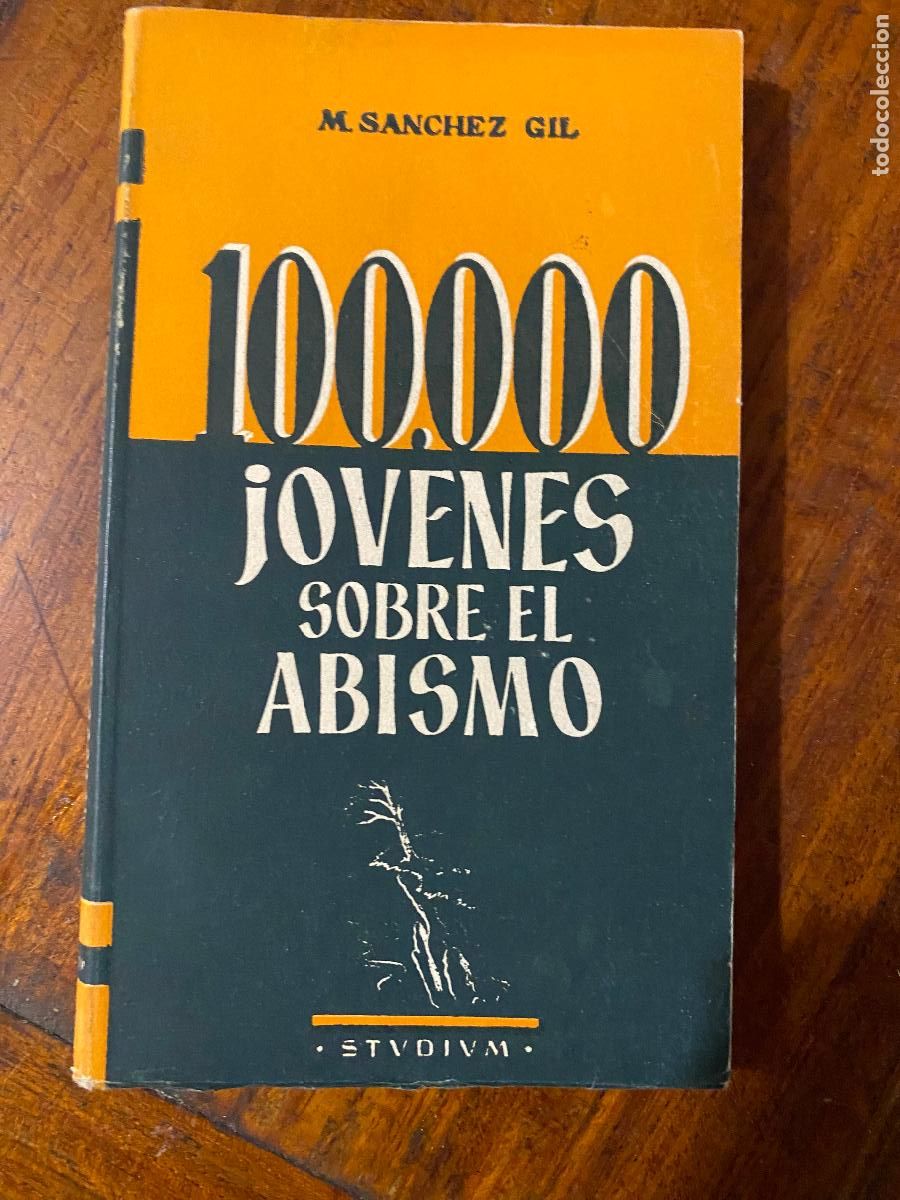 M. SANCHEZ GIL
100.000
jOVENES
SOBRE EL
ABISMO
· STVDIVM ·
todocoleccion